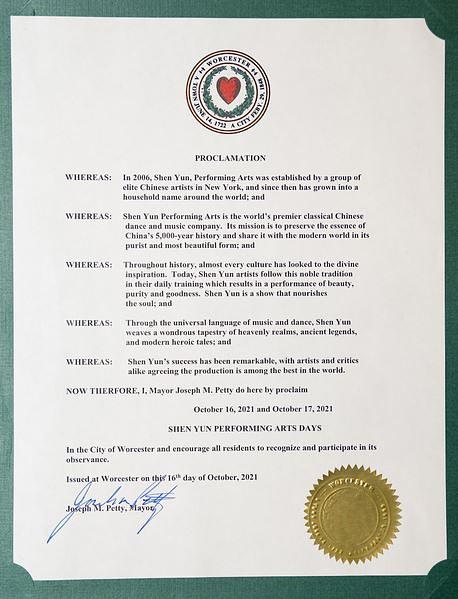 WORCESTER
A TOWN JUNE 14, 1722 A CITY FEBY. 29, 1848
PROCLAMATION
WHEREAS: In 2006, Shen Yun, Performing Arts was established by a group of
elite Chinese artists in New York, and since then has grown into a
household name around the world; and
WHEREAS: Shen Yun Performing Arts is the world's premier classical Chinese
dance and music company. Its mission is to preserve the essence of
China's 5,000-year history and share it with the modern world in its
purist and most beautiful form; and
WHEREAS: Throughout history, almost every culture has looked to the divine
inspiration. Today, Shen Yun artists follow this noble tradition
in their daily training which results in a performance of beauty,
purity and goodness. Shen Yun is a show that nourishes
the soul; and
WHEREAS: Through the universal language of music and dance, Shen Yun
weaves a wondrous tapestry of heavenly realms, ancient legends,
and modern heroic tales; and
WHEREAS: Shen Yun's success has been remarkable, with artists and critics
alike agreeing the production is among the best in the world.
NOW THERFORE, I, Mayor Joseph M. Petty do here by proclaim
October 16, 2021 and October 17, 2021
SHEN YUN PERFORMING ARTS DAYS
In the City of Worcester and encourage all residents to recognize and participate in its
observance.
Issued at Worcester on this 16th day of October, 2021
Joseph M. Petty, Mayor
WORCESTER